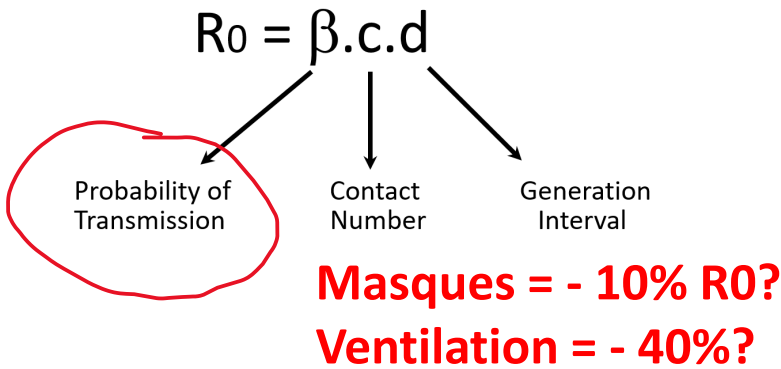 R0 = β.c.d
Probability of
Transmission
Contact
Number
Generation
Interval
Masques = - 10% R0?
Ventilation = - 40%?